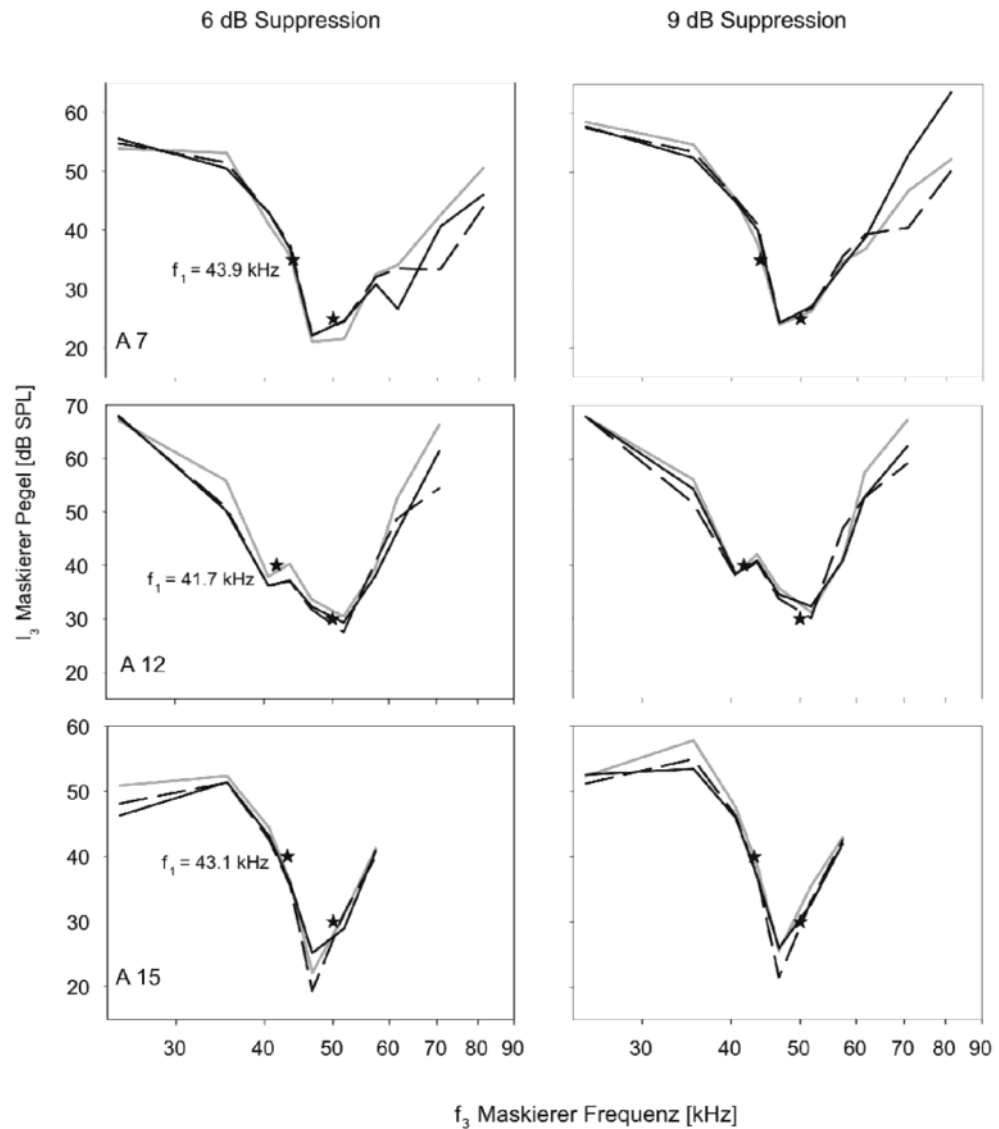 6 dB Suppression 9 dB Suppression
60
50
40
30
20
f1 = 43.9 kHz
A 7
70
60
50
40
30
20
f1 = 41.7 kHz
A 12
60
50
40
30
20
f1 = 43.1 kHz
A 15
l3 Maskierer Pegel [dB SPL]
30 40 50 60 70 80 90 30 40 50 60 70 80 90
f3 Maskierer Frequenz [kHz]